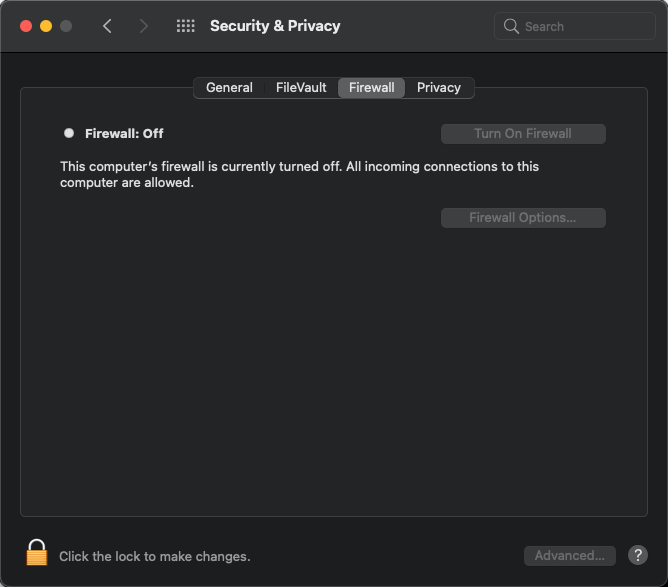 Security & Privacy
Search
General FileVault Firewall Privacy
Firewall: Off
Turn On Firewall
This computer’s firewall is currently turned off. All incoming connections to this
computer are allowed.
Firewall Options...
Click the lock to make changes.
Advanced...
?